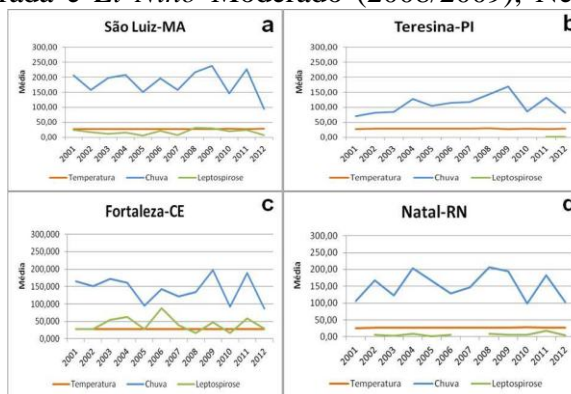 rada e El Niño Moderado (2008/2009), Ne
São Luiz-MA a
Média
300,00
250,00
200,00
150,00
100,00
50,00
0,00
2001 2002 2003 2004 2005 2006 2007 2008 2009 2010 2011 2012
Temperatura Chuva Leptospirose
Teresina-PI b
Média
300,00
250,00
200,00
150,00
100,00
50,00
0,00
2001 2002 2003 2004 2005 2006 2007 2008 2009 2010 2011 2012
Temperatura Chuva Leptospirose
Fortaleza-CE c
Média
300,000
250,000
200,000
150,000
100,000
50,000
0,000
2001 2002 2003 2004 2005 2006 2007 2008 2009 2010 2011 2012
Temperatura Chuva Leptospirose
Natal-RN d
Média
300,00
250,00
200,00
150,00
100,00
50,00
0,00
2001 2002 2003 2004 2005 2006 2007 2008 2009 2010 2011 2012
Temperatura Chuva Leptospirose